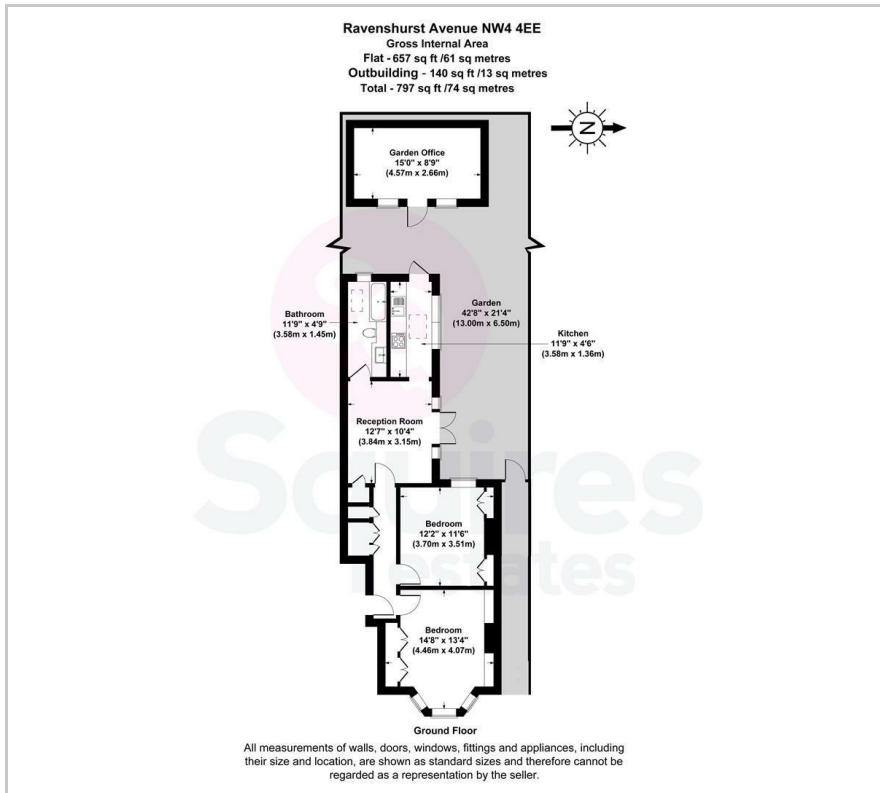 Ravenshurst Avenue NW4 4EE
Gross Internal Area
Flat - 657 sq ft /61 sq metres
Outbuilding - 140 sq ft /13 sq metres
Total - 797 sq ft /74 sq metres
N
Garden Office
15'0" x 8'9"
(4.57m x 2.66m)
Bathroom
11'9" x 4'9"
(3.58m x 1.45m)
Garden
42'8" x 21'4"
(13.00m x 6.50m)
Kitchen
11'9" x 4'6"
(3.58m x 1.36m)
Reception Room
12'7" x 10'4"
(3.84m x 3.15m)
Squires
estates
Bedroom
12'2" x 11'6"
(3.70m x 3.51m)
Bedroom
14'8" x 13'4"
(4.46m x 4.07m)
Ground Floor
All measurements of walls, doors, windows, fittings and appliances, including
their size and location, are shown as standard sizes and therefore cannot be
regarded as a representation by the seller.